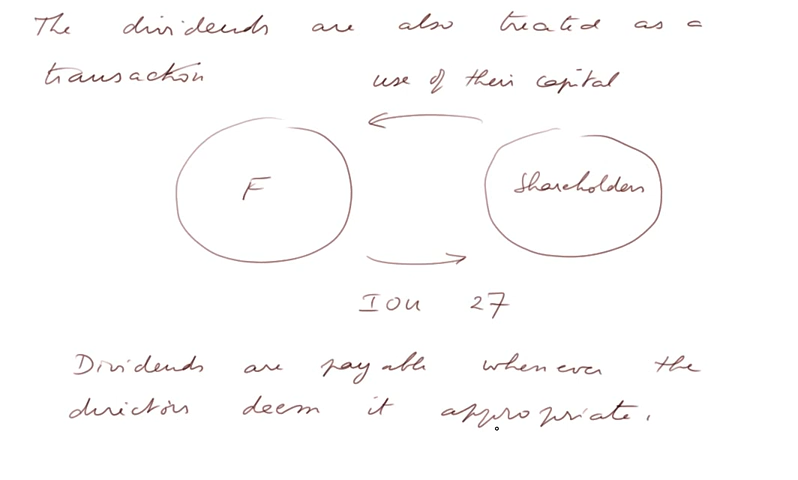 The dividends are also treated as a
transaction
use of their capital
F
Shareholders
IOU 27
Dividends are payable whenever the
directors deem it appropriate.